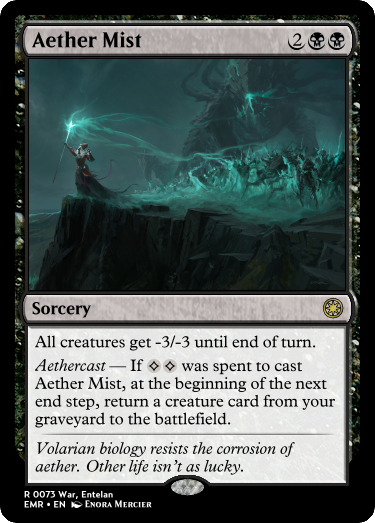 Aether Mist 2
Sorcery
All creatures get -3/-3 until end of turn.
Aethercast — If was spent to cast
Aether Mist, at the beginning of the next
end step, return a creature card from your
graveyard to the battlefield.
Volarian biology resists the corrosion of
aether. Other life isn't as lucky.
R 0073 War, Entelan
EMR • EN Enora Mercier